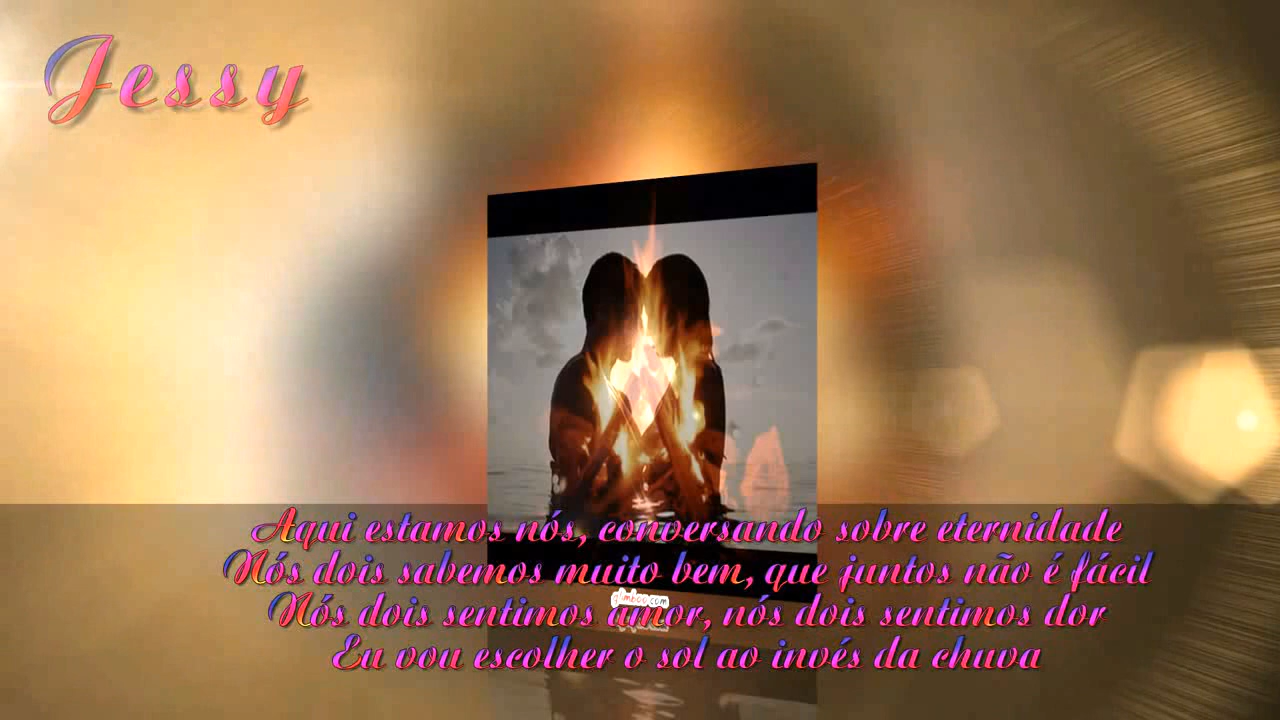 Jessy
Aqui estamos nós, conversando sobre eternidade
Nós dois sabemos muito bem, que juntos não é fácil
Nós dois sentimos amor, nós dois sentimos dor
Eu vou escolher o sol ao invés da chuva